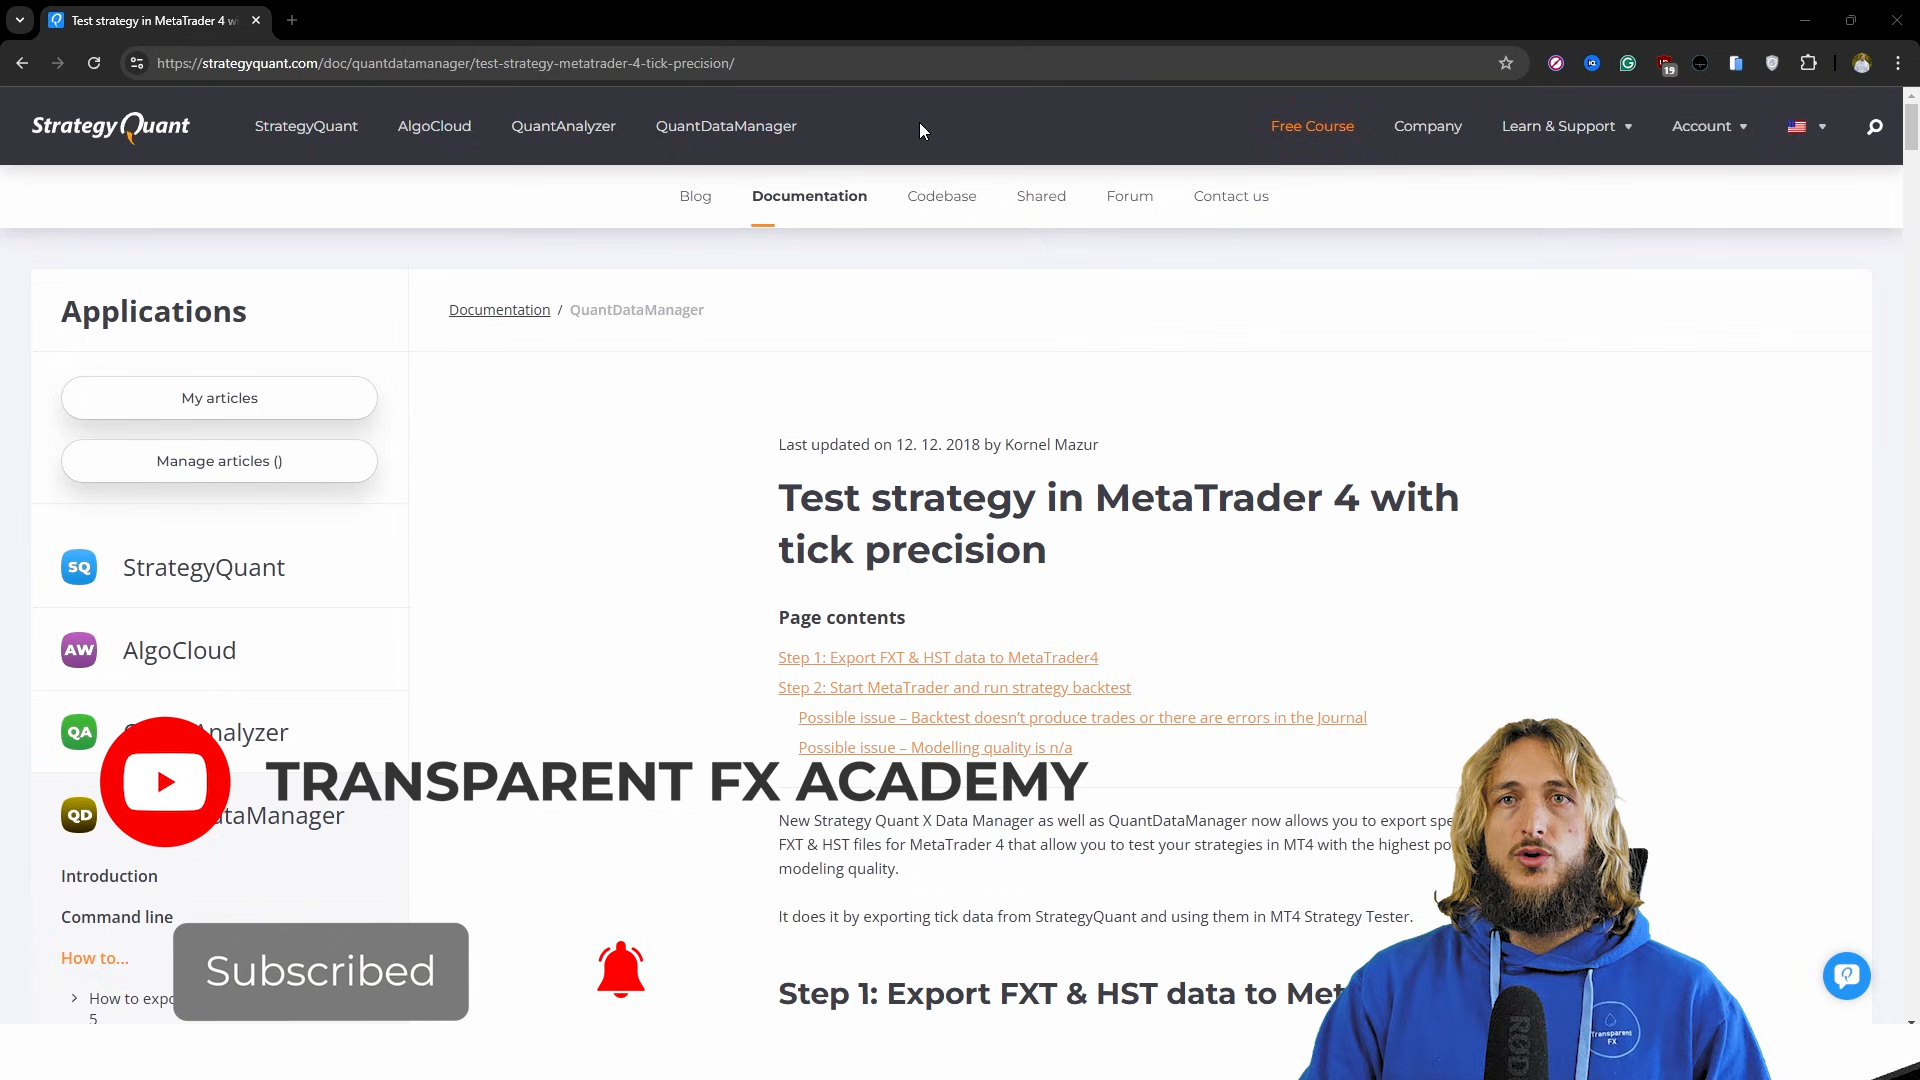 Test strategy in MetaTrader 4 w
https://strategyquant.com/doc/quantdatamanager/test-strategy-metatrader-4-tick-precision/
19
StrategyQuant
StrategyQuant
AlgoCloud
QuantAnalyzer
QuantDataManager
Free Course
Company
Learn & Support
Account
Blog
Documentation
Codebase
Shared
Forum
Contact us
Applications
Documentation / QuantDataManager
My articles
Manage articles ()
Last updated on 12. 12. 2018 by Kornel Mazur
Test strategy in MetaTrader 4 with
tick precision
Page contents
Step 1: Export FXT & HST data to MetaTrader4
Step 2: Start MetaTrader and run strategy backtest
Possible issue – Backtest doesn't produce trades or there are errors in the Journal
Possible issue – Modelling quality is n/a
SQ StrategyQuant
AW AlgoCloud
QA nalyzer
QD taManager
TRANSPARENT FX ACADEMY
New Strategy Quant X Data Manager as well as QuantDataManager now allows you to export spe
FXT & HST files for MetaTrader 4 that allow you to test your strategies in MT4 with the highest po
modeling quality.
It does it by exporting tick data from StrategyQuant and using them in MT4 Strategy Tester.
Introduction
Command line
How to...
How to expo
5
Subscribed
Step 1: Export FXT & HST data to Met
Transparent
FX
RØD